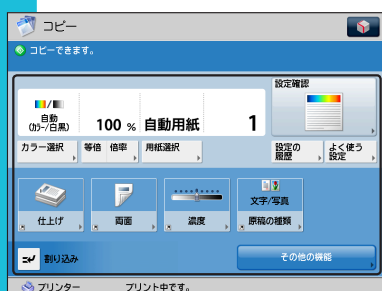 コピー
コピーできます。
設定確認
自動
(カラー/白黒)
100 % 自動用紙 1
カラー選択 等倍 倍率 用紙選択 設定の履歴 よく使う設定
文字/写真
仕上げ 両面 濃度 原稿の種類
割り込み
その他の機能
プリンター プリント中です。